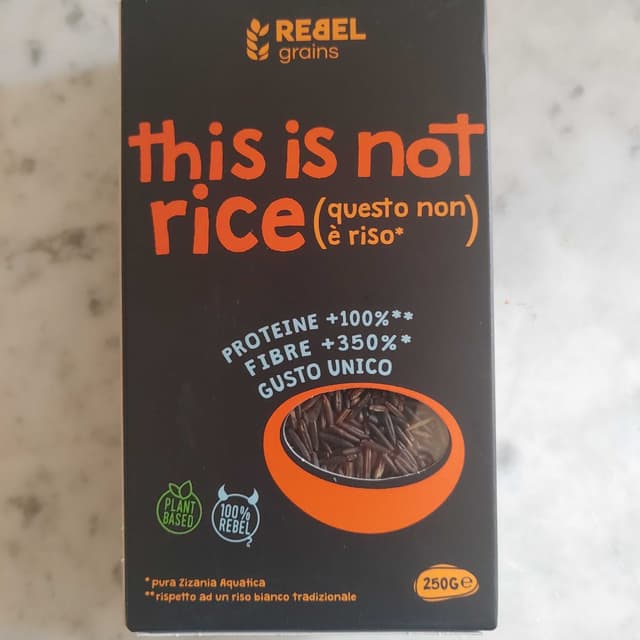 REBEL
grains
this is not
rice (questo non
è riso*)
PROTEINE +100%**
FIBRE +350%*
GUSTO UNICO
PLANT
BASED
100%
REBEL
250G e
* pura Zizania Aquatica
**rispetto ad un riso bianco tradizionale